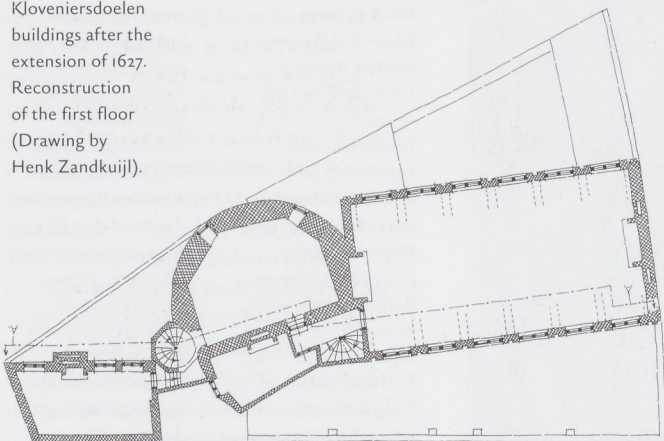 Kloveniersdoelen
buildings after the
extension of 1627.
Reconstruction
of the first floor
(Drawing by
Henk Zandkuijl).